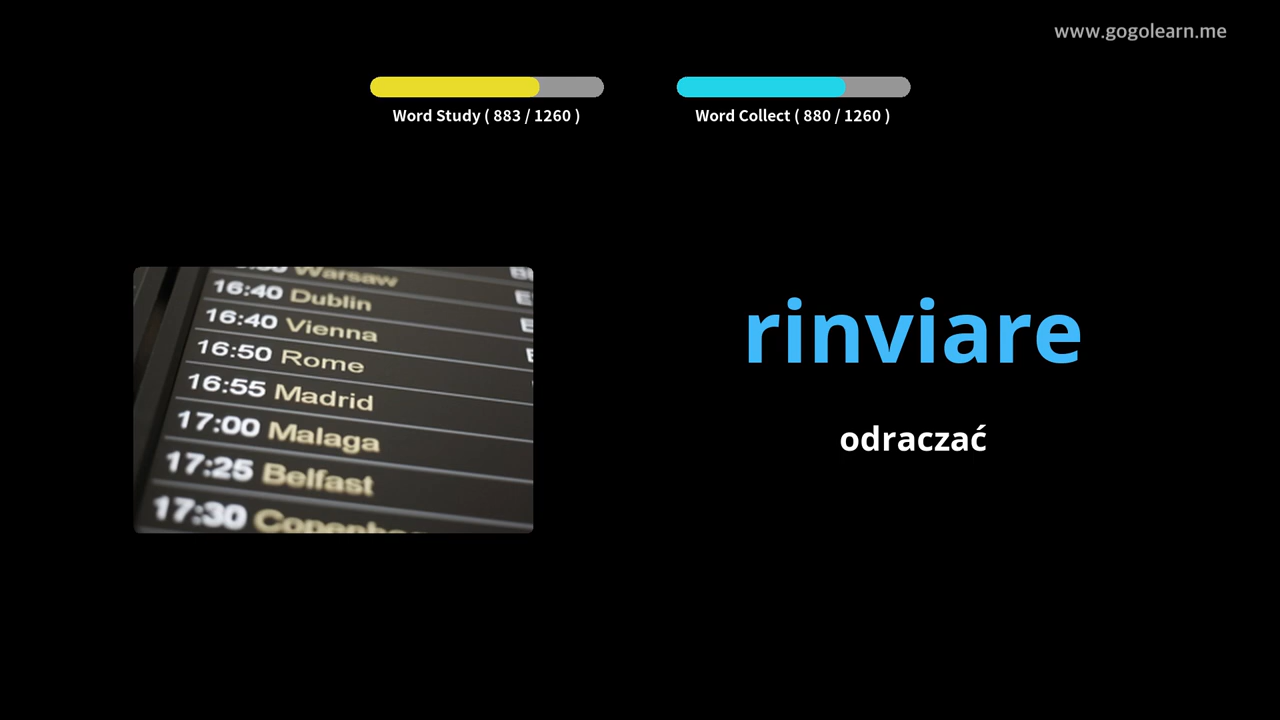 www.gogolearn.me
Word Study ( 883 / 1260 )
Word Collect ( 880 / 1260 )
Warsaw
16:40 Dublin
16:40 Vienna
16:50 Rome
16:55 Madrid
17:00 Malaga
17:25 Belfast
17:30
rinviare
odraczać